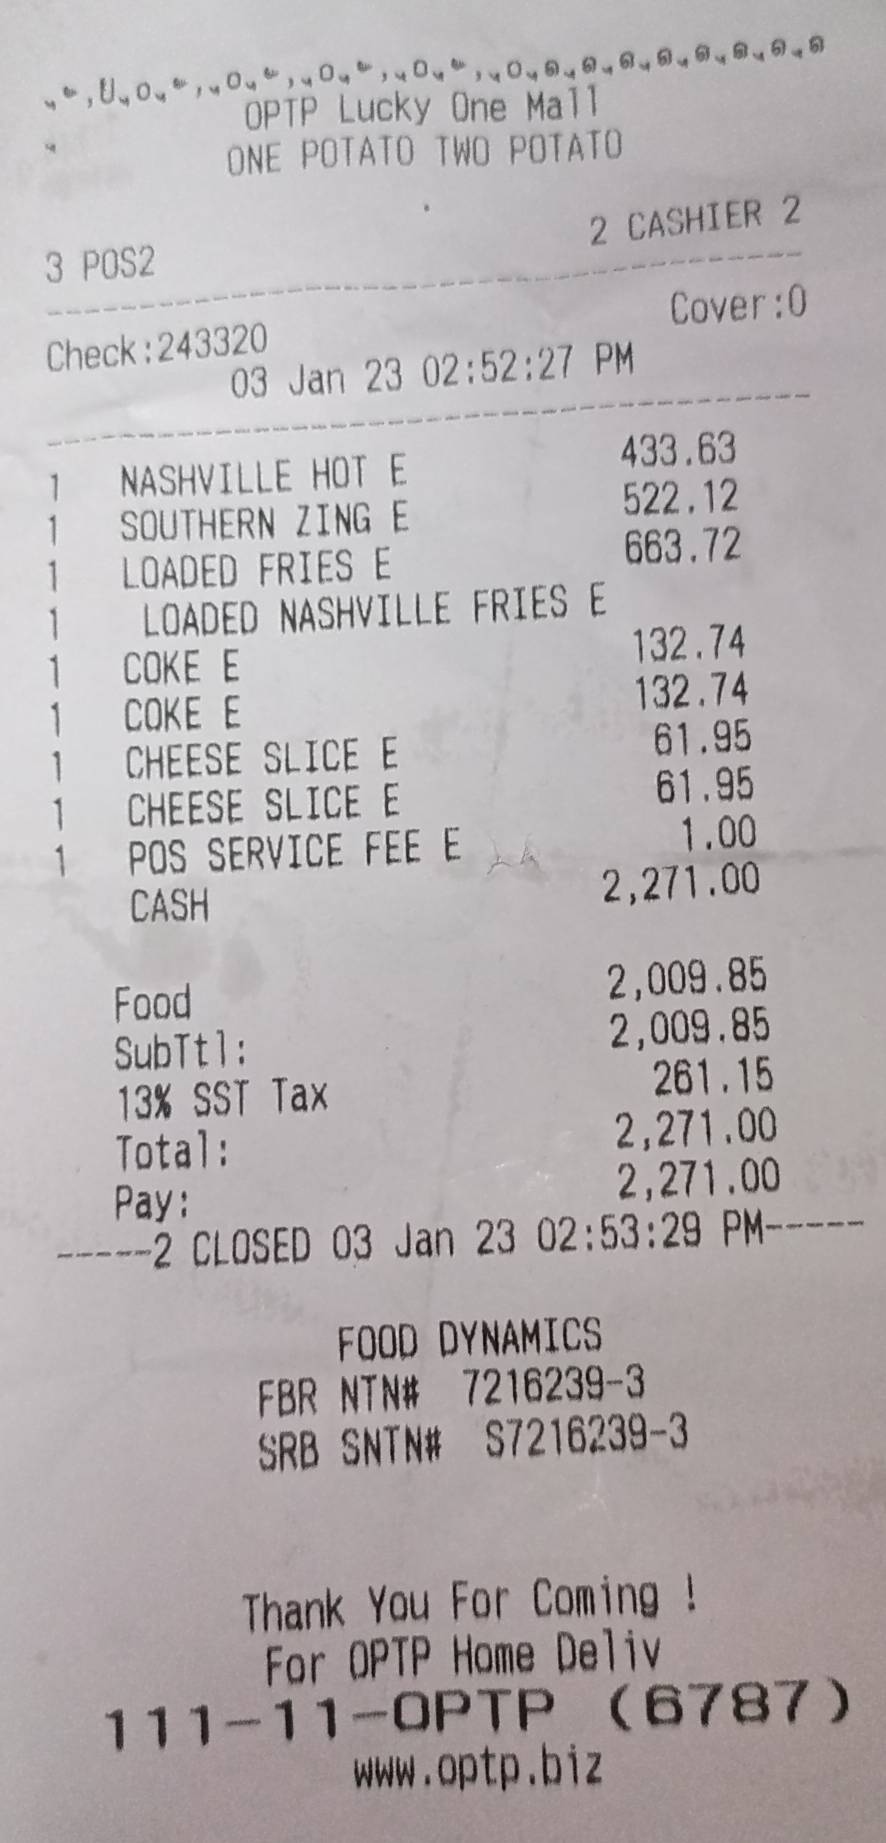 OPTP Lucky One Mall
ONE POTATO TWO POTATO
3 POS2 2 CASHIER 2
Check:243320 Cover:0
03 Jan 23 02:52:27 PM
1 NASHVILLE HOT E 433.63
1 SOUTHERN ZING E 522.12
1 LOADED FRIES E 663.72
1 LOADED NASHVILLE FRIES E
1 COKE E 132.74
1 COKE E 132.74
1 CHEESE SLICE E 61.95
1 CHEESE SLICE E 61.95
1 POS SERVICE FEE E 1.00
CASH 2,271.00
Food 2,009.85
SubTtl: 2,009.85
13% SST Tax 261.15
Total: 2,271.00
Pay: 2,271.00
-----2 CLOSED 03 Jan 23 02:53:29 PM-----
FOOD DYNAMICS
FBR NTN# 7216239-3
SRB SNTN# S7216239-3
Thank You For Coming !
For OPTP Home Deliv
111-11-OPTP (6787)
www.optp.biz